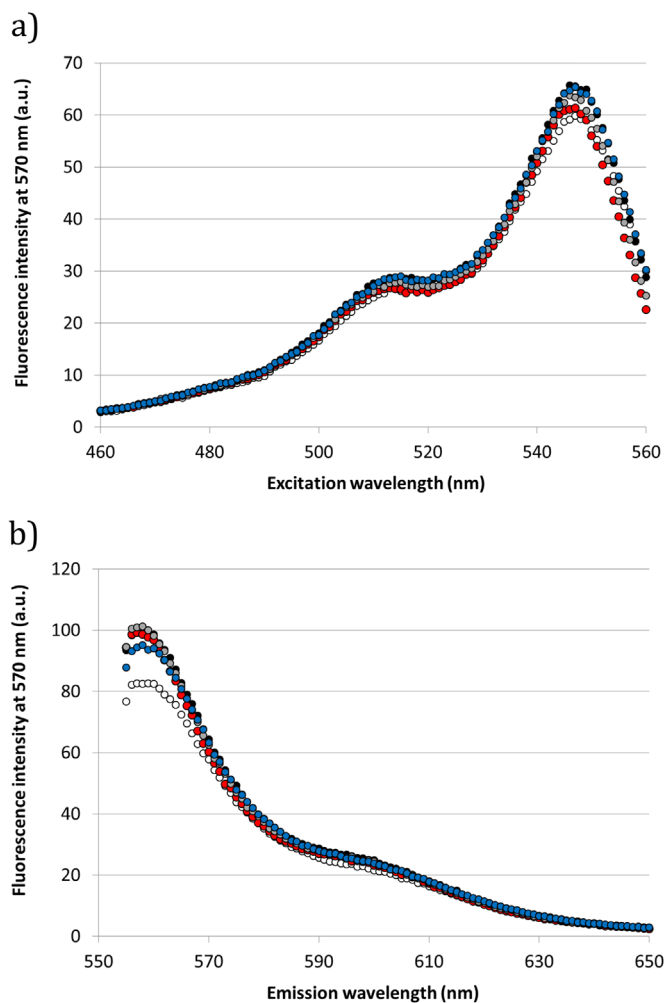 a)
70
60
50
40
30
20
10
0
460 480 500 520 540 560
Fluorescence intensity at 570 nm (a.u.)
Excitation wavelength (nm)
b)
120
100
80
60
40
20
0
550 570 590 610 630 650
Fluorescence intensity at 570 nm (a.u.)
Emission wavelength (nm)